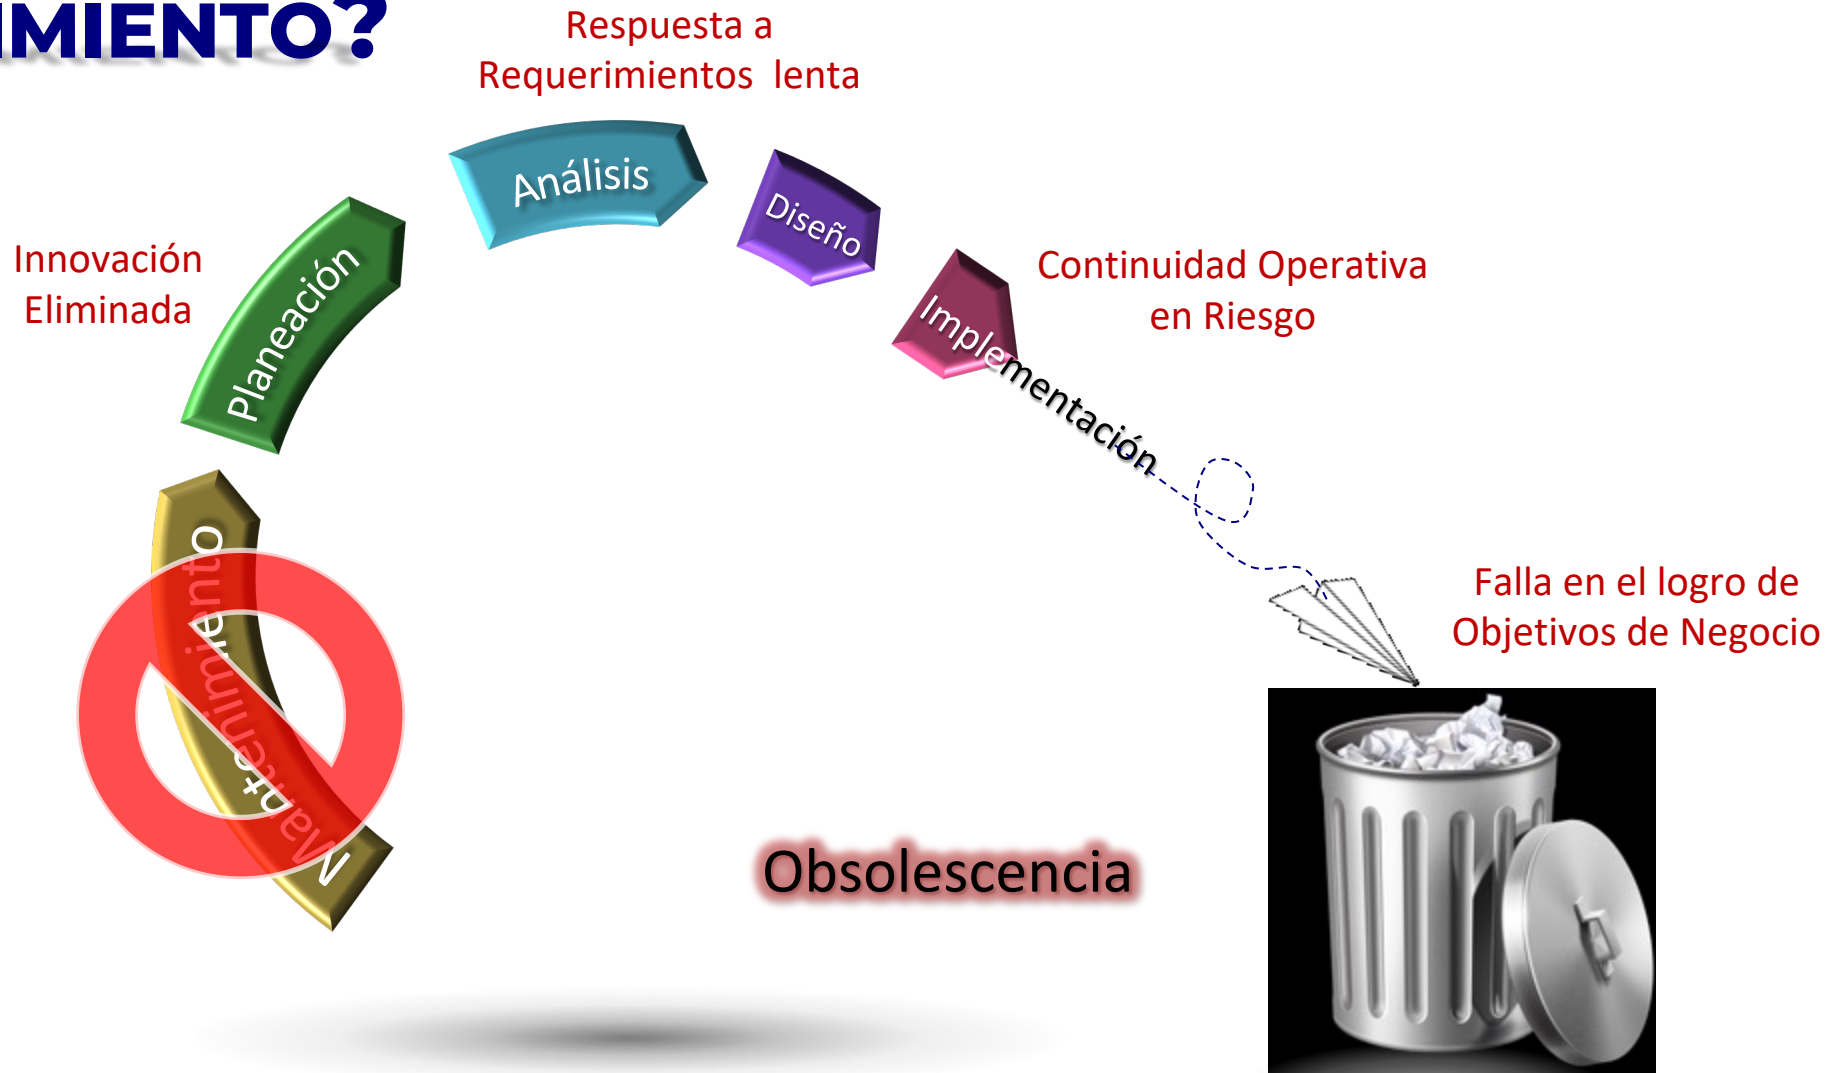 IMIENTO?
Respuesta a
Requerimientos lenta
Análisis
Diseño
Innovación
Eliminada
Planeación
Continuidad Operativa
en Riesgo
Implementación
Mantenimiento
Falla en el logro de
Objetivos de Negocio
Obsolescencia